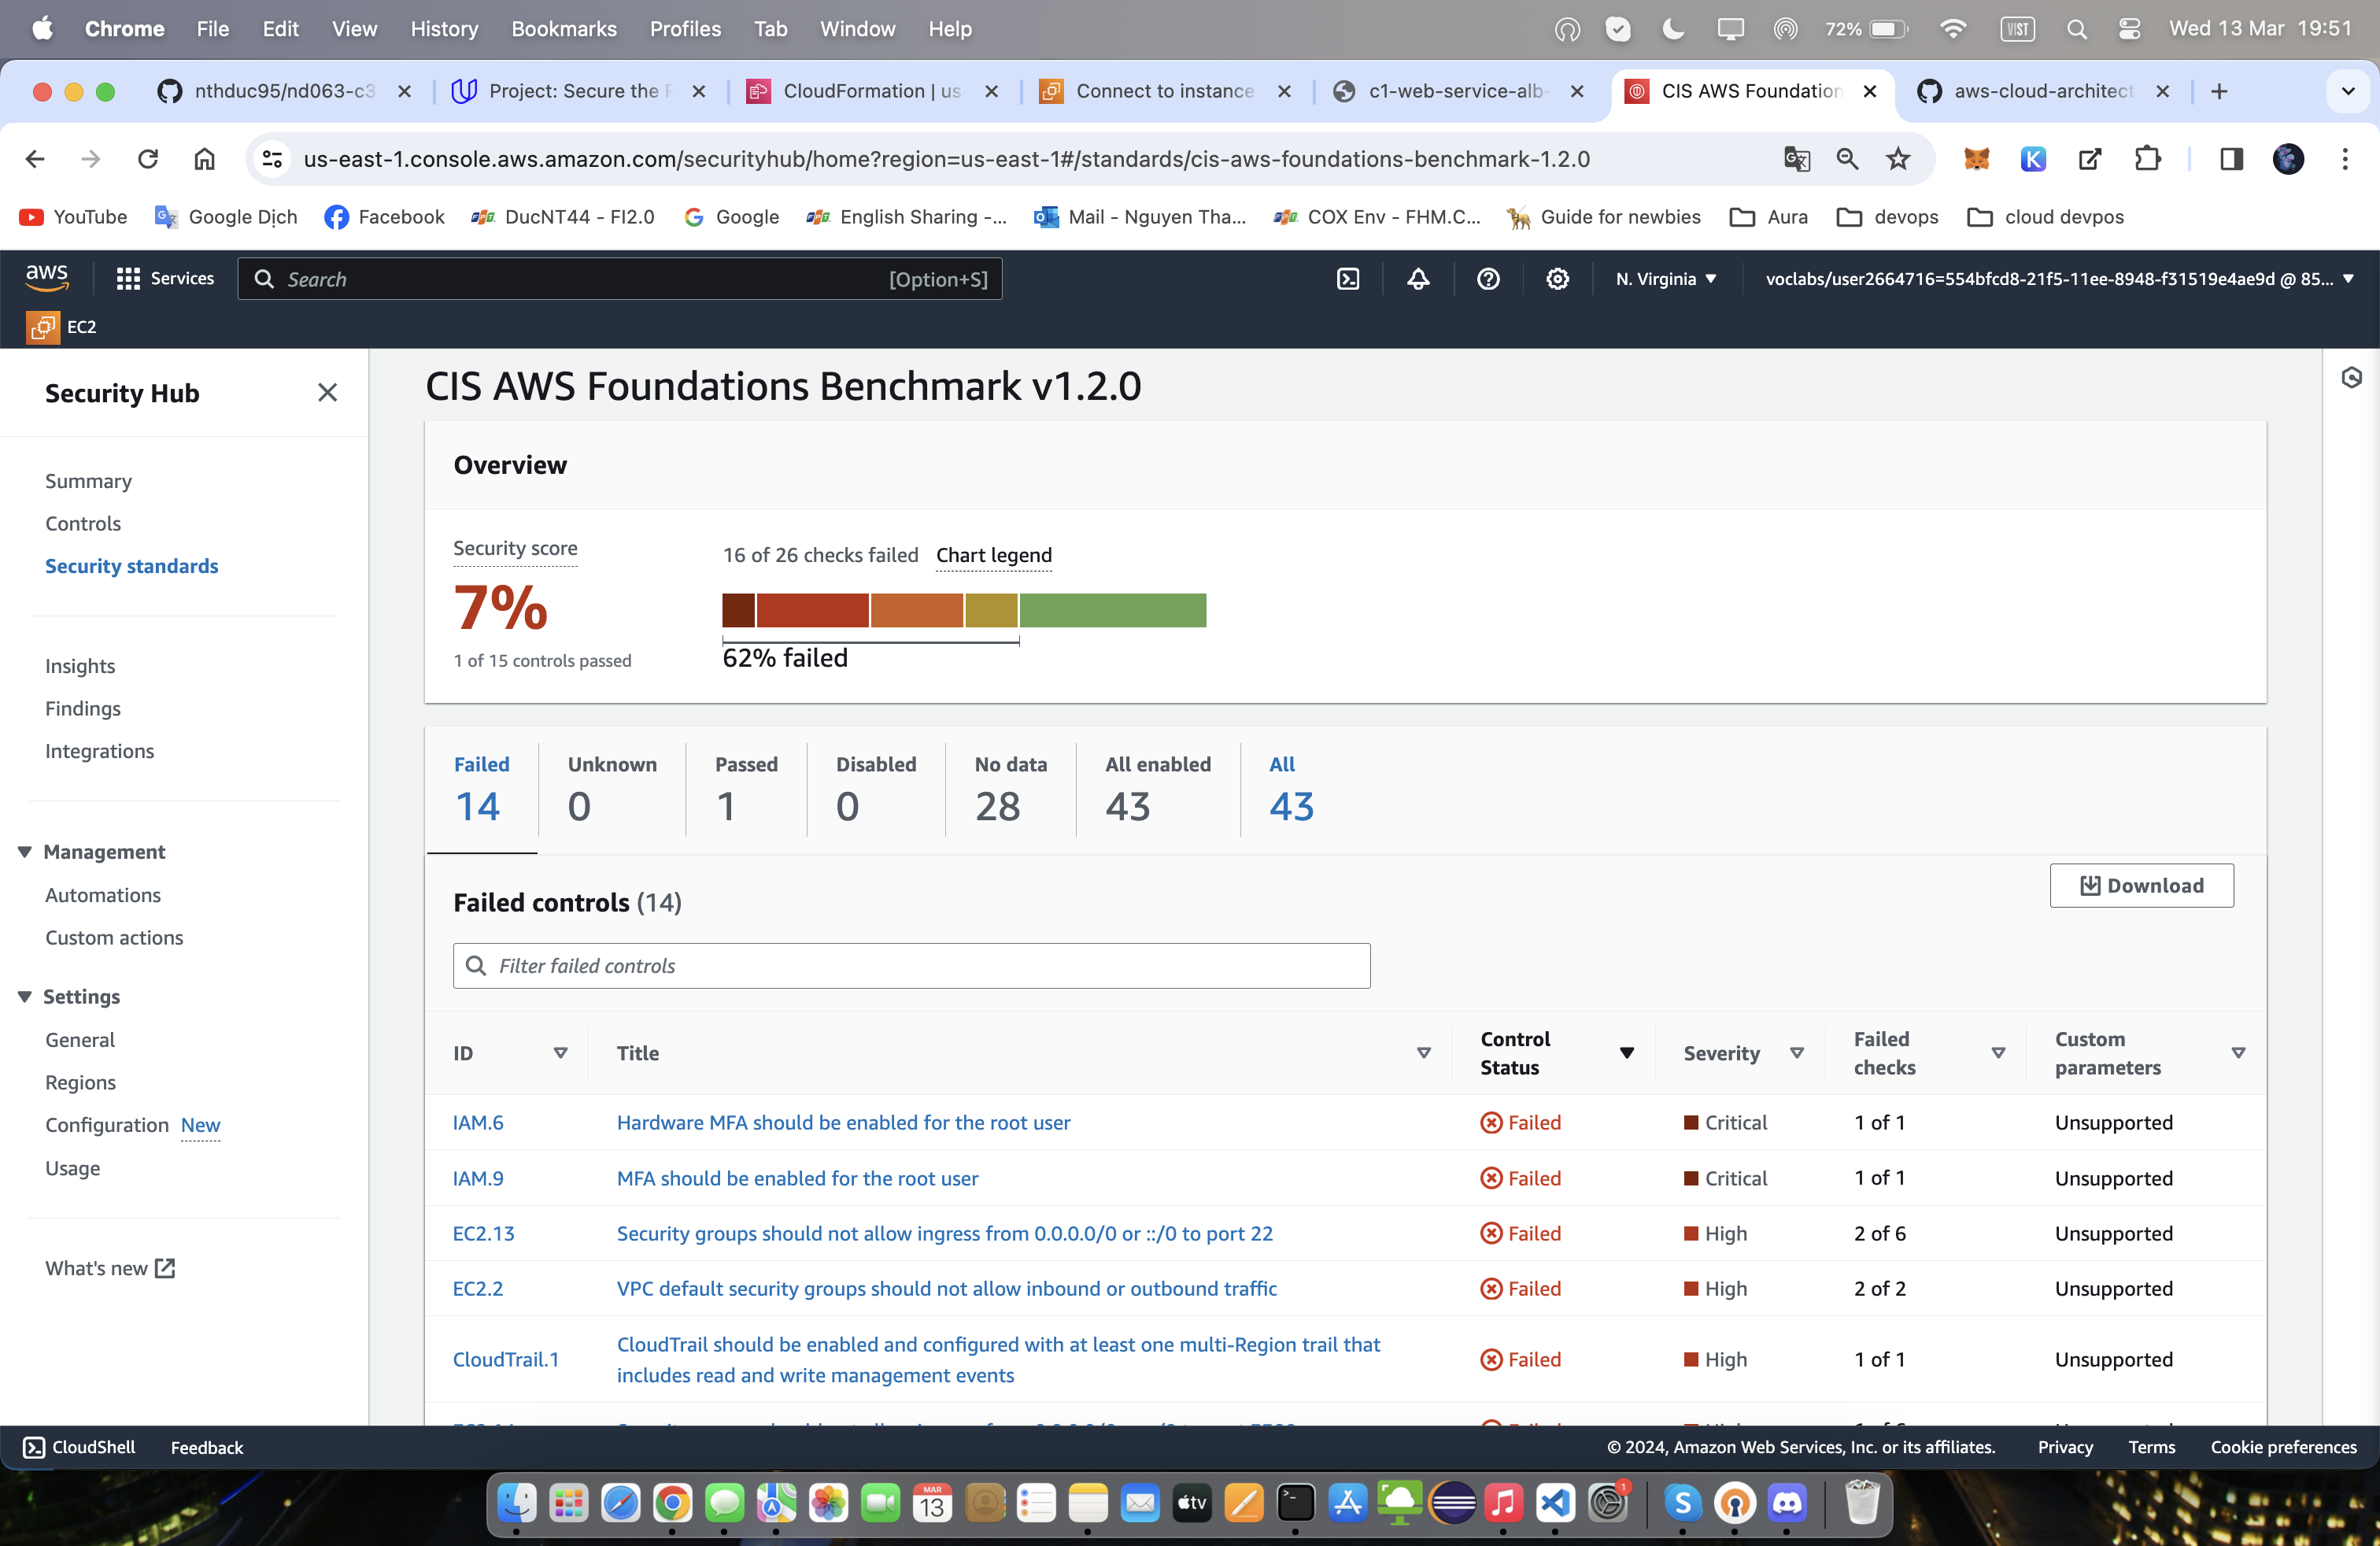 Chrome File Edit View History Bookmarks Profiles Tab Window Help 72% VIST Wed 13 Mar 19:51
nthduc95/nd063-c3 Project: Secure the CloudFormation | us Connect to instance c1-web-service-alb- CIS AWS Foundation aws-cloud-architect
us-east-1.console.aws.amazon.com/securityhub/home?region=us-east-1#/standards/cis-aws-foundations-benchmark-1.2.0
YouTube Google Dịch Facebook DucNT44 - FI2.0 Google English Sharing -... Mail - Nguyen Tha... COX Env - FHM.C... Guide for newbies Aura devops cloud devpos
aws Services Search [Option+S] N. Virginia voclabs/user2664716=554bfcd8-21f5-11ee-8948-f31519e4ae9d @ 85...
EC2
Security Hub
Summary
Controls
Security standards
Insights
Findings
Integrations
Management
Automations
Custom actions
Settings
General
Regions
Configuration New
Usage
What's new
CIS AWS Foundations Benchmark v1.2.0
Overview
Security score
7%
1 of 15 controls passed
16 of 26 checks failed Chart legend
62% failed
Failed Unknown Passed Disabled No data All enabled All
14 0 1 0 28 43 43
Failed controls (14)
Download
Filter failed controls
ID Title Control Status Severity Failed checks Custom parameters
IAM.6 Hardware MFA should be enabled for the root user Failed Critical 1 of 1 Unsupported
IAM.9 MFA should be enabled for the root user Failed Critical 1 of 1 Unsupported
EC2.13 Security groups should not allow ingress from 0.0.0.0/0 or ::/0 to port 22 Failed High 2 of 6 Unsupported
EC2.2 VPC default security groups should not allow inbound or outbound traffic Failed High 2 of 2 Unsupported
CloudTrail.1 CloudTrail should be enabled and configured with at least one multi-Region trail that includes read and write management events Failed High 1 of 1 Unsupported
CloudShell Feedback © 2024, Amazon Web Services, Inc. or its affiliates. Privacy Terms Cookie preferences
MAR
13
tv
1